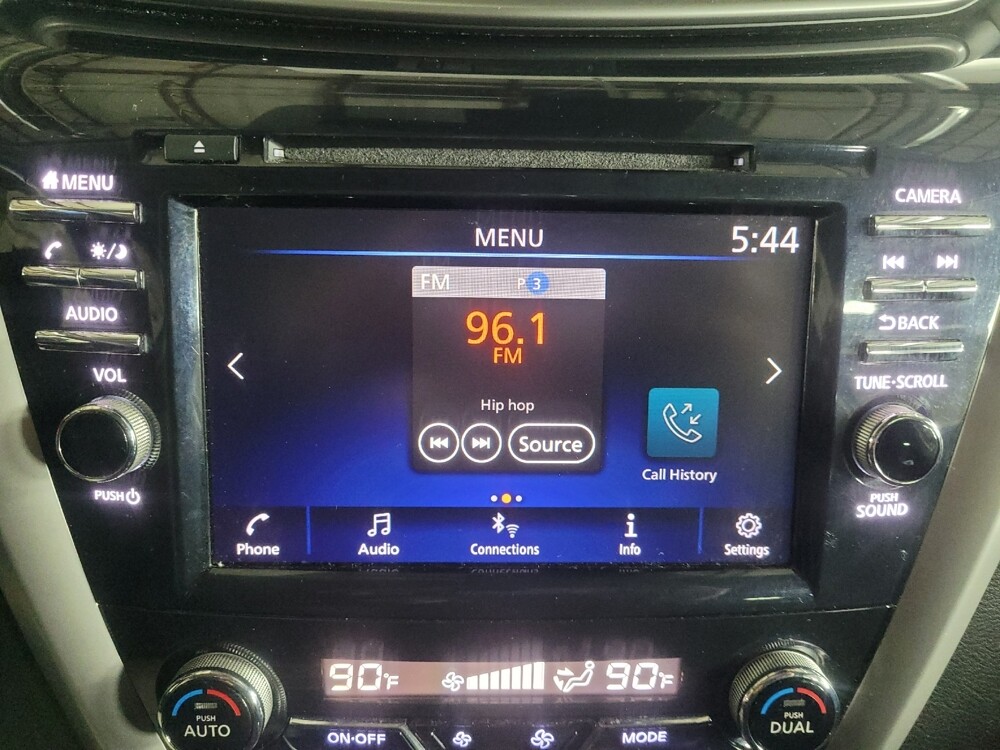 MENU
CAMERA
AUDIO
BACK
VOL
TUNE·SCROLL
PUSH
PUSH
SOUND
MENU 5:44
FM P 3
96.1
FM
Hip hop
Source
Call History
Phone Audio Connections Info Settings
90°F 90°F
PUSH
AUTO
PUSH
DUAL
ON·OFF MODE